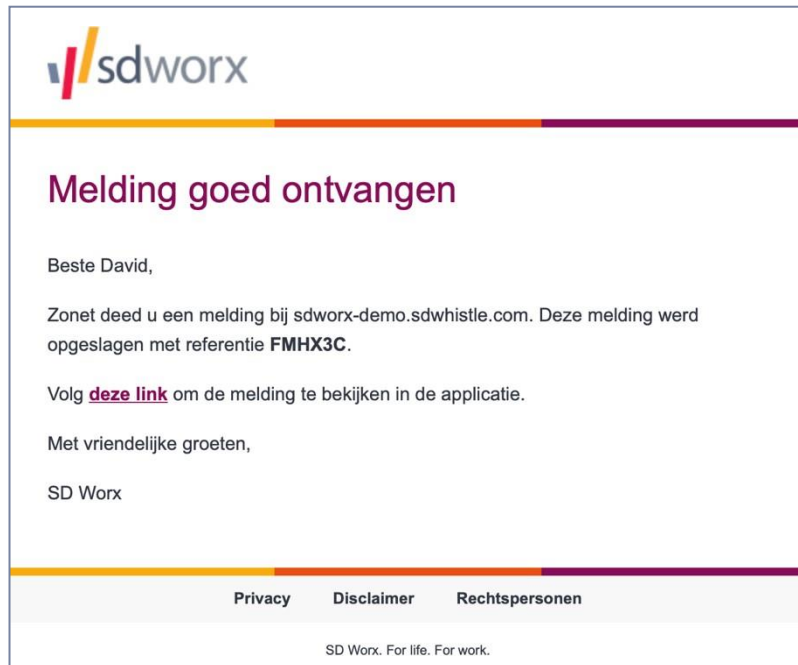 sdworx
Melding goed ontvangen
Beste David,
Zonet deed u een melding bij sdworx-demo.sdwhistle.com. Deze melding werd
opgeslagen met referentie FMHX3C.
Volg deze link om de melding te bekijken in de applicatie.
Met vriendelijke groeten,
SD Worx
Privacy Disclaimer Rechtspersonen
SD Worx. For life. For work.